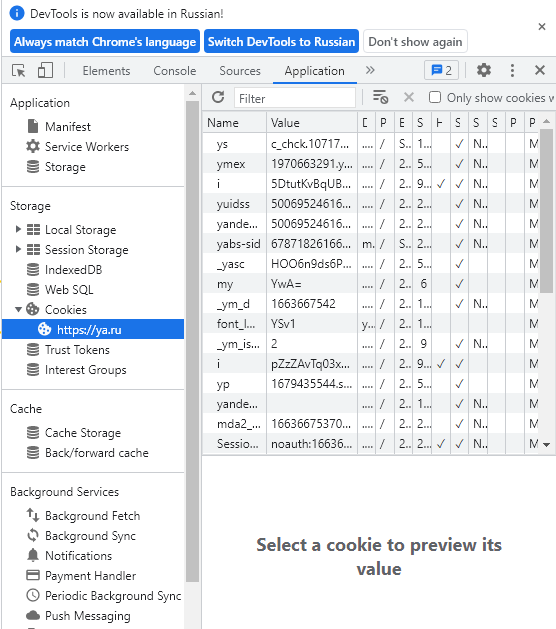 DevTools is now available in Russian!
Always match Chrome's language Switch DevTools to Russian Don't show again
Elements Console Sources Application 2
Filter Only show cookies
Application
Manifest
Service Workers
Storage
Storage
Local Storage
Session Storage
IndexedDB
Web SQL
Cookies
https://ya.ru
Trust Tokens
Interest Groups
Cache
Cache Storage
Back/forward cache
Background Services
Background Fetch
Background Sync
Notifications
Payment Handler
Periodic Background Sync
Push Messaging
Name Value D P E S H S S S P P
ys c_chck.10717... .... / S... 1... ✓ N... M
ymex 1970663291.y... .... / 2... 5... ✓ M
i 5DtutKvBqUB... .... / 2... 9... ✓ ✓ N... M
yuidss 50069524616... .... / 2... 2... ✓ N... M
yande... 50069524616... .... / 2... 2... ✓ N... M
yabs-sid 67871826166... m... / S... 2... ✓ N... M
_yasc HOO6n9ds6P... .... / 2... 5... ✓ M
my YwA= .... / 2... 6 ✓ M
_ym_d 1663667542 .... / 2... 1... ✓ N... M
font_l... YSv1 .... / 2... 1... M
_ym_is... 2 .... / 2... 9 ✓ N... M
i pZzZAvTq03x... .... / 2... 9... ✓ ✓ M
yp 1679435544.s... .... / 2... 5... ✓ M
yande... .... / 2... 1... ✓ N... M
mda2_... 16636675370... .... / 2... 2... ✓ N... M
Sessio... noauth:16636... .... / 2... 2... ✓ ✓ N... M
Select a cookie to preview its
value